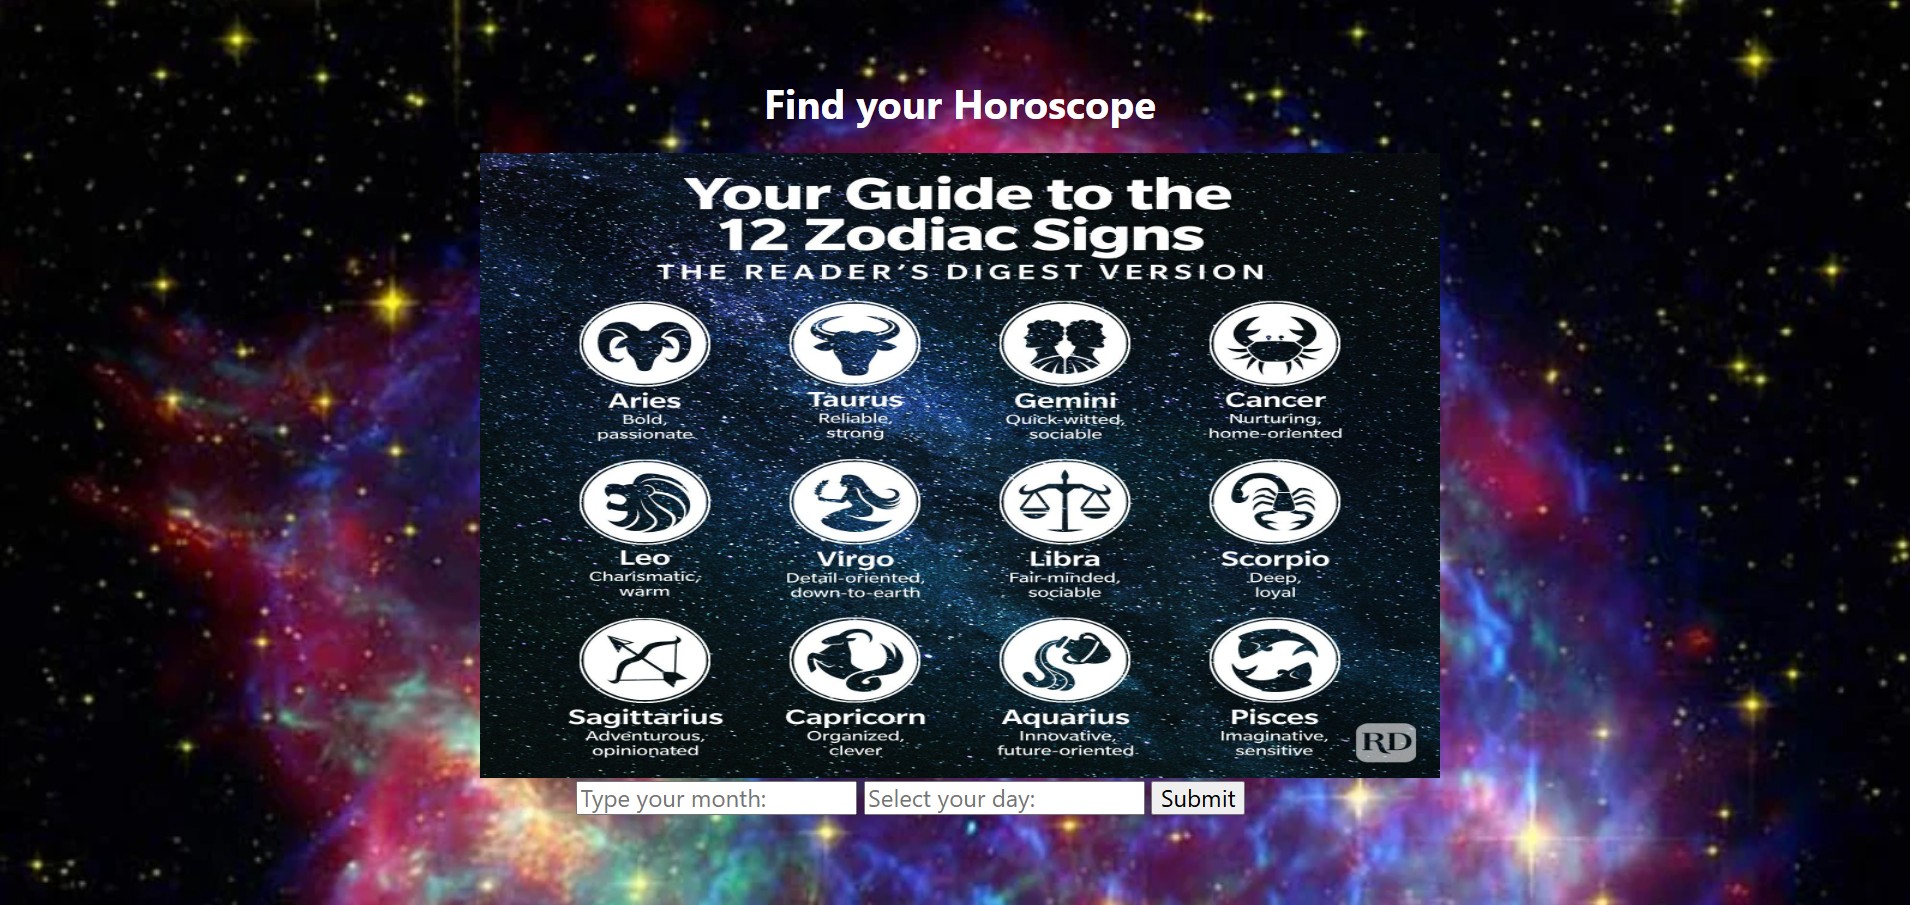 Find your Horoscope
Your Guide to the
12 Zodiac Signs
THE READER'S DIGEST VERSION
Aries
Bold,
passionate
Taurus
Reliable,
strong
Gemini
Quick-witted,
sociable
Cancer
Nurturing,
home-oriented
Leo
Charismatic,
warm
Virgo
Detail-oriented,
down-to-earth
Libra
Fair-minded,
sociable
Scorpio
Deep,
loyal
Sagittarius
Adventurous,
opinionated
Capricorn
Organized,
clever
Aquarius
Innovative,
future-oriented
Pisces
Imaginative,
sensitive
RD
Type your month: Select your day: Submit